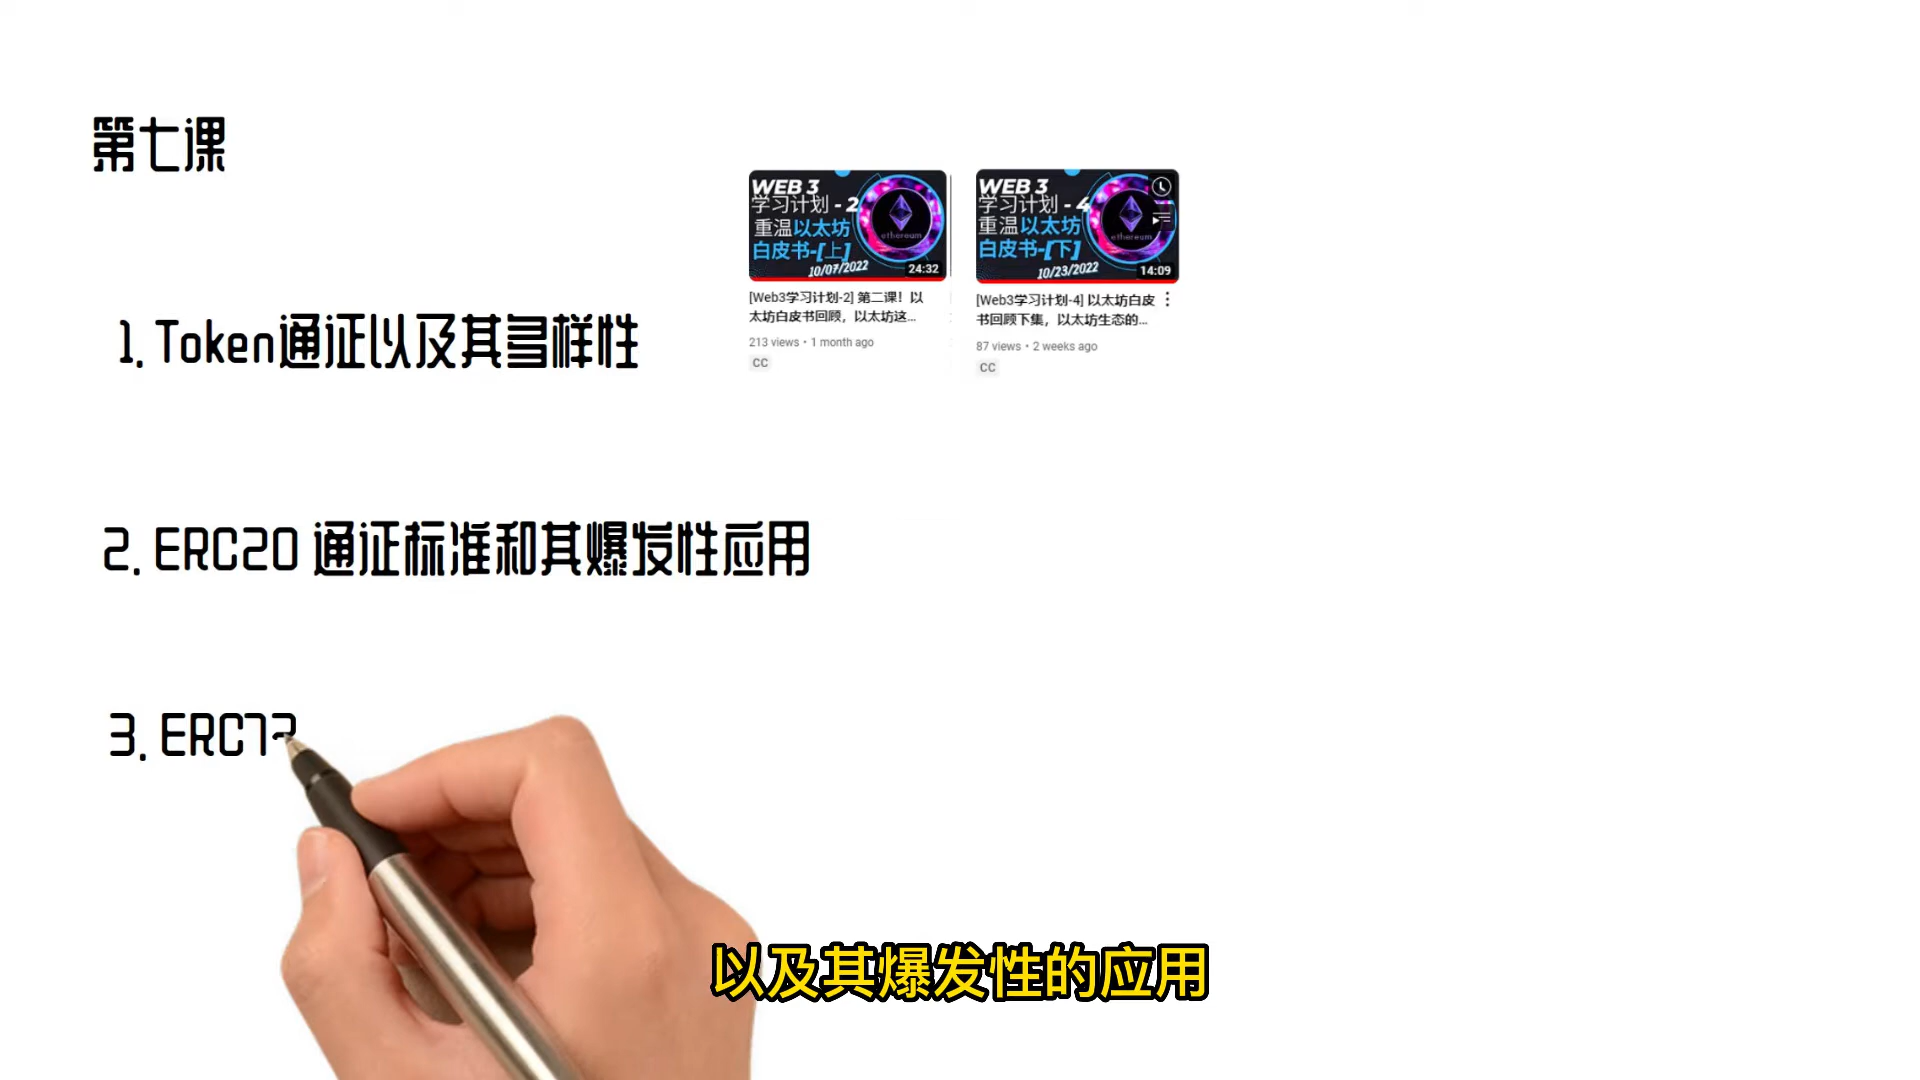 第七课
WEB 3
学习计划 - 2
重温以太坊
白皮书-[上]
ethereum
10/07/2022
24:32
[Web3学习计划-2] 第二课！以
太坊白皮书回顾，以太坊这...
213 views • 1 month ago
CC
WEB 3
学习计划 - 4
重温以太坊
白皮书-[下]
ethereum
10/23/2022
14:09
[Web3学习计划-4] 以太坊白皮
书回顾下集，以太坊生态的...
87 views • 2 weeks ago
CC
1. Token通证以及其多样性
2. ERC20 通证标准和其爆发性应用
3. ERC7
以及其爆发性的应用